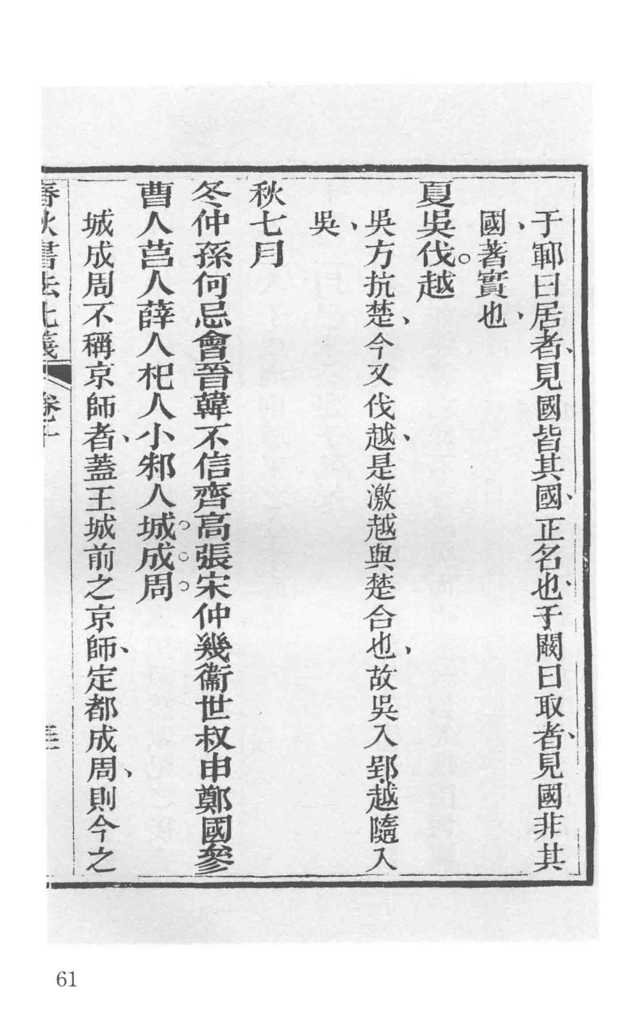 于鄆曰居者見國皆其國正名也于闞曰取者見國非其
國著實也
夏吳伐越
吳方抗楚今又伐越是激越與楚合也故吳入郢越隨入
吳
秋七月
冬仲孫何忌會晉韓不信齊高張宋仲幾衞世叔申鄭國參
曹人莒人薛人杞人小邾人城成周
城成周不稱京師者蓋王城前之京師定都成周則今之
春秋書法比義 卷十
61